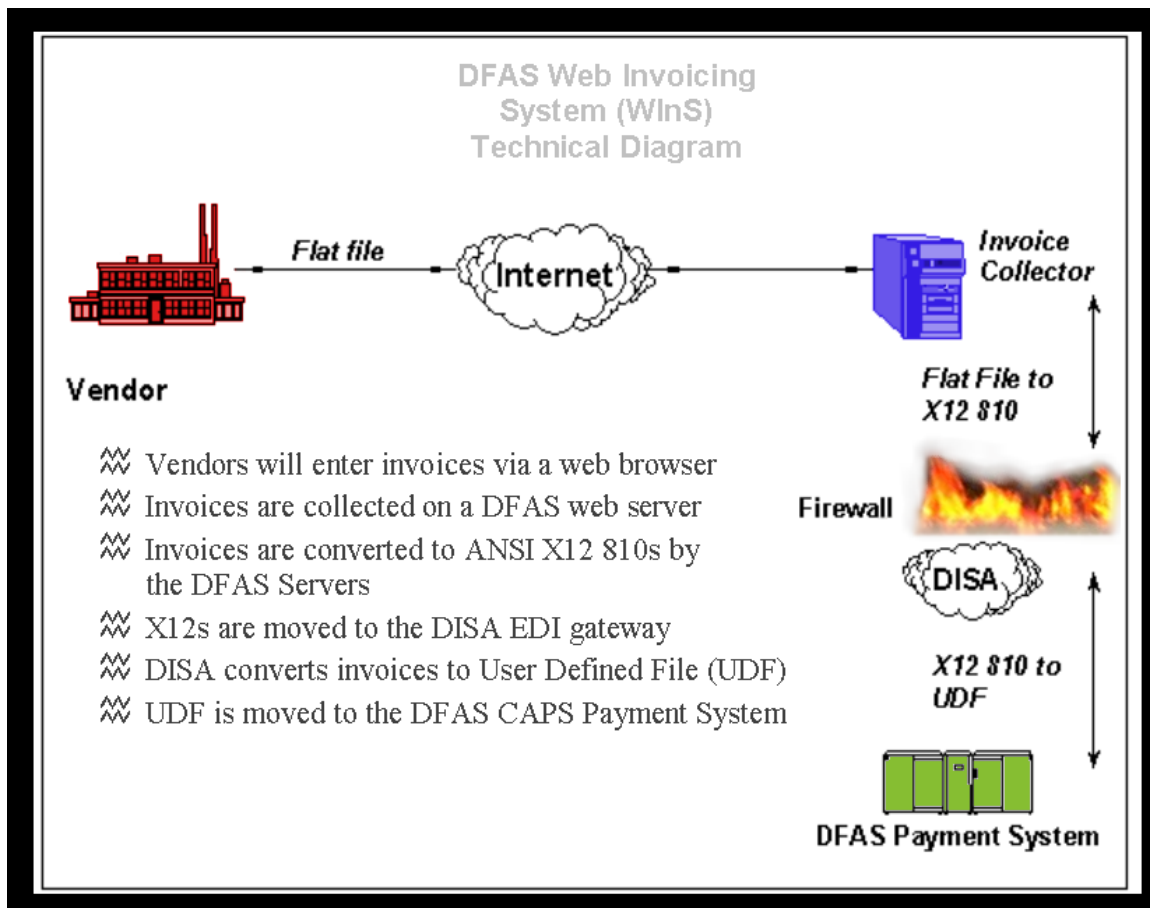 DFAS Web Invoicing
System (WInS)
Technical Diagram
Flat file
Internet
Invoice
Collector
Vendor
Flat File to
X12 810
Firewall
DISA
X12 810 to
UDF
DFAS Payment System
Vendors will enter invoices via a web browser
Invoices are collected on a DFAS web server
Invoices are converted to ANSI X12 810s by
the DFAS Servers
X12s are moved to the DISA EDI gateway
DISA converts invoices to User Defined File (UDF)
UDF is moved to the DFAS CAPS Payment System